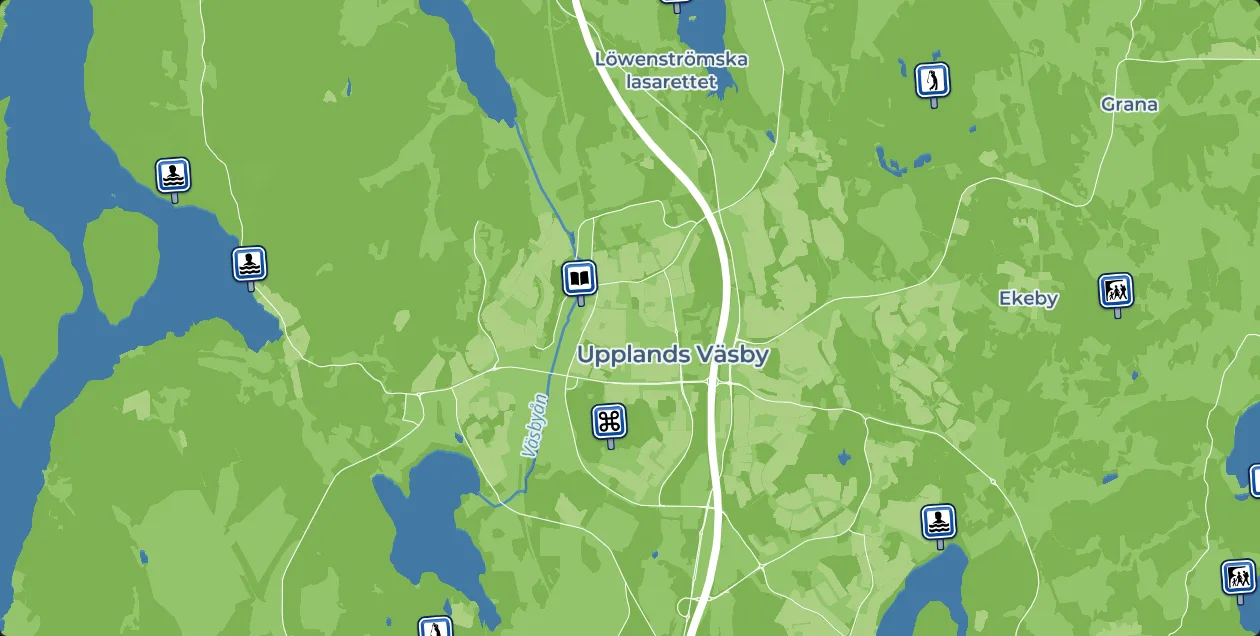 Löwenströmska
lasarettet
Grana
Ekeby
Upplands Väsby
Väsbyån